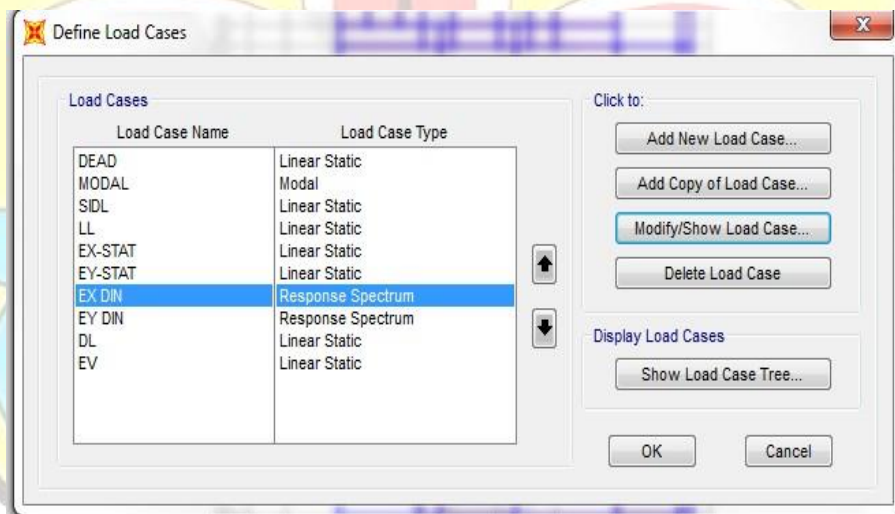 Define Load Cases
Load Cases
Load Case Name Load Case Type
DEAD Linear Static
MODAL Modal
SIDL Linear Static
LL Linear Static
EX-STAT Linear Static
EY-STAT Linear Static
EX DIN Response Spectrum
EY DIN Response Spectrum
DL Linear Static
EV Linear Static
Click to:
Add New Load Case...
Add Copy of Load Case...
Modify/Show Load Case...
Delete Load Case
Display Load Cases
Show Load Case Tree...
OK Cancel